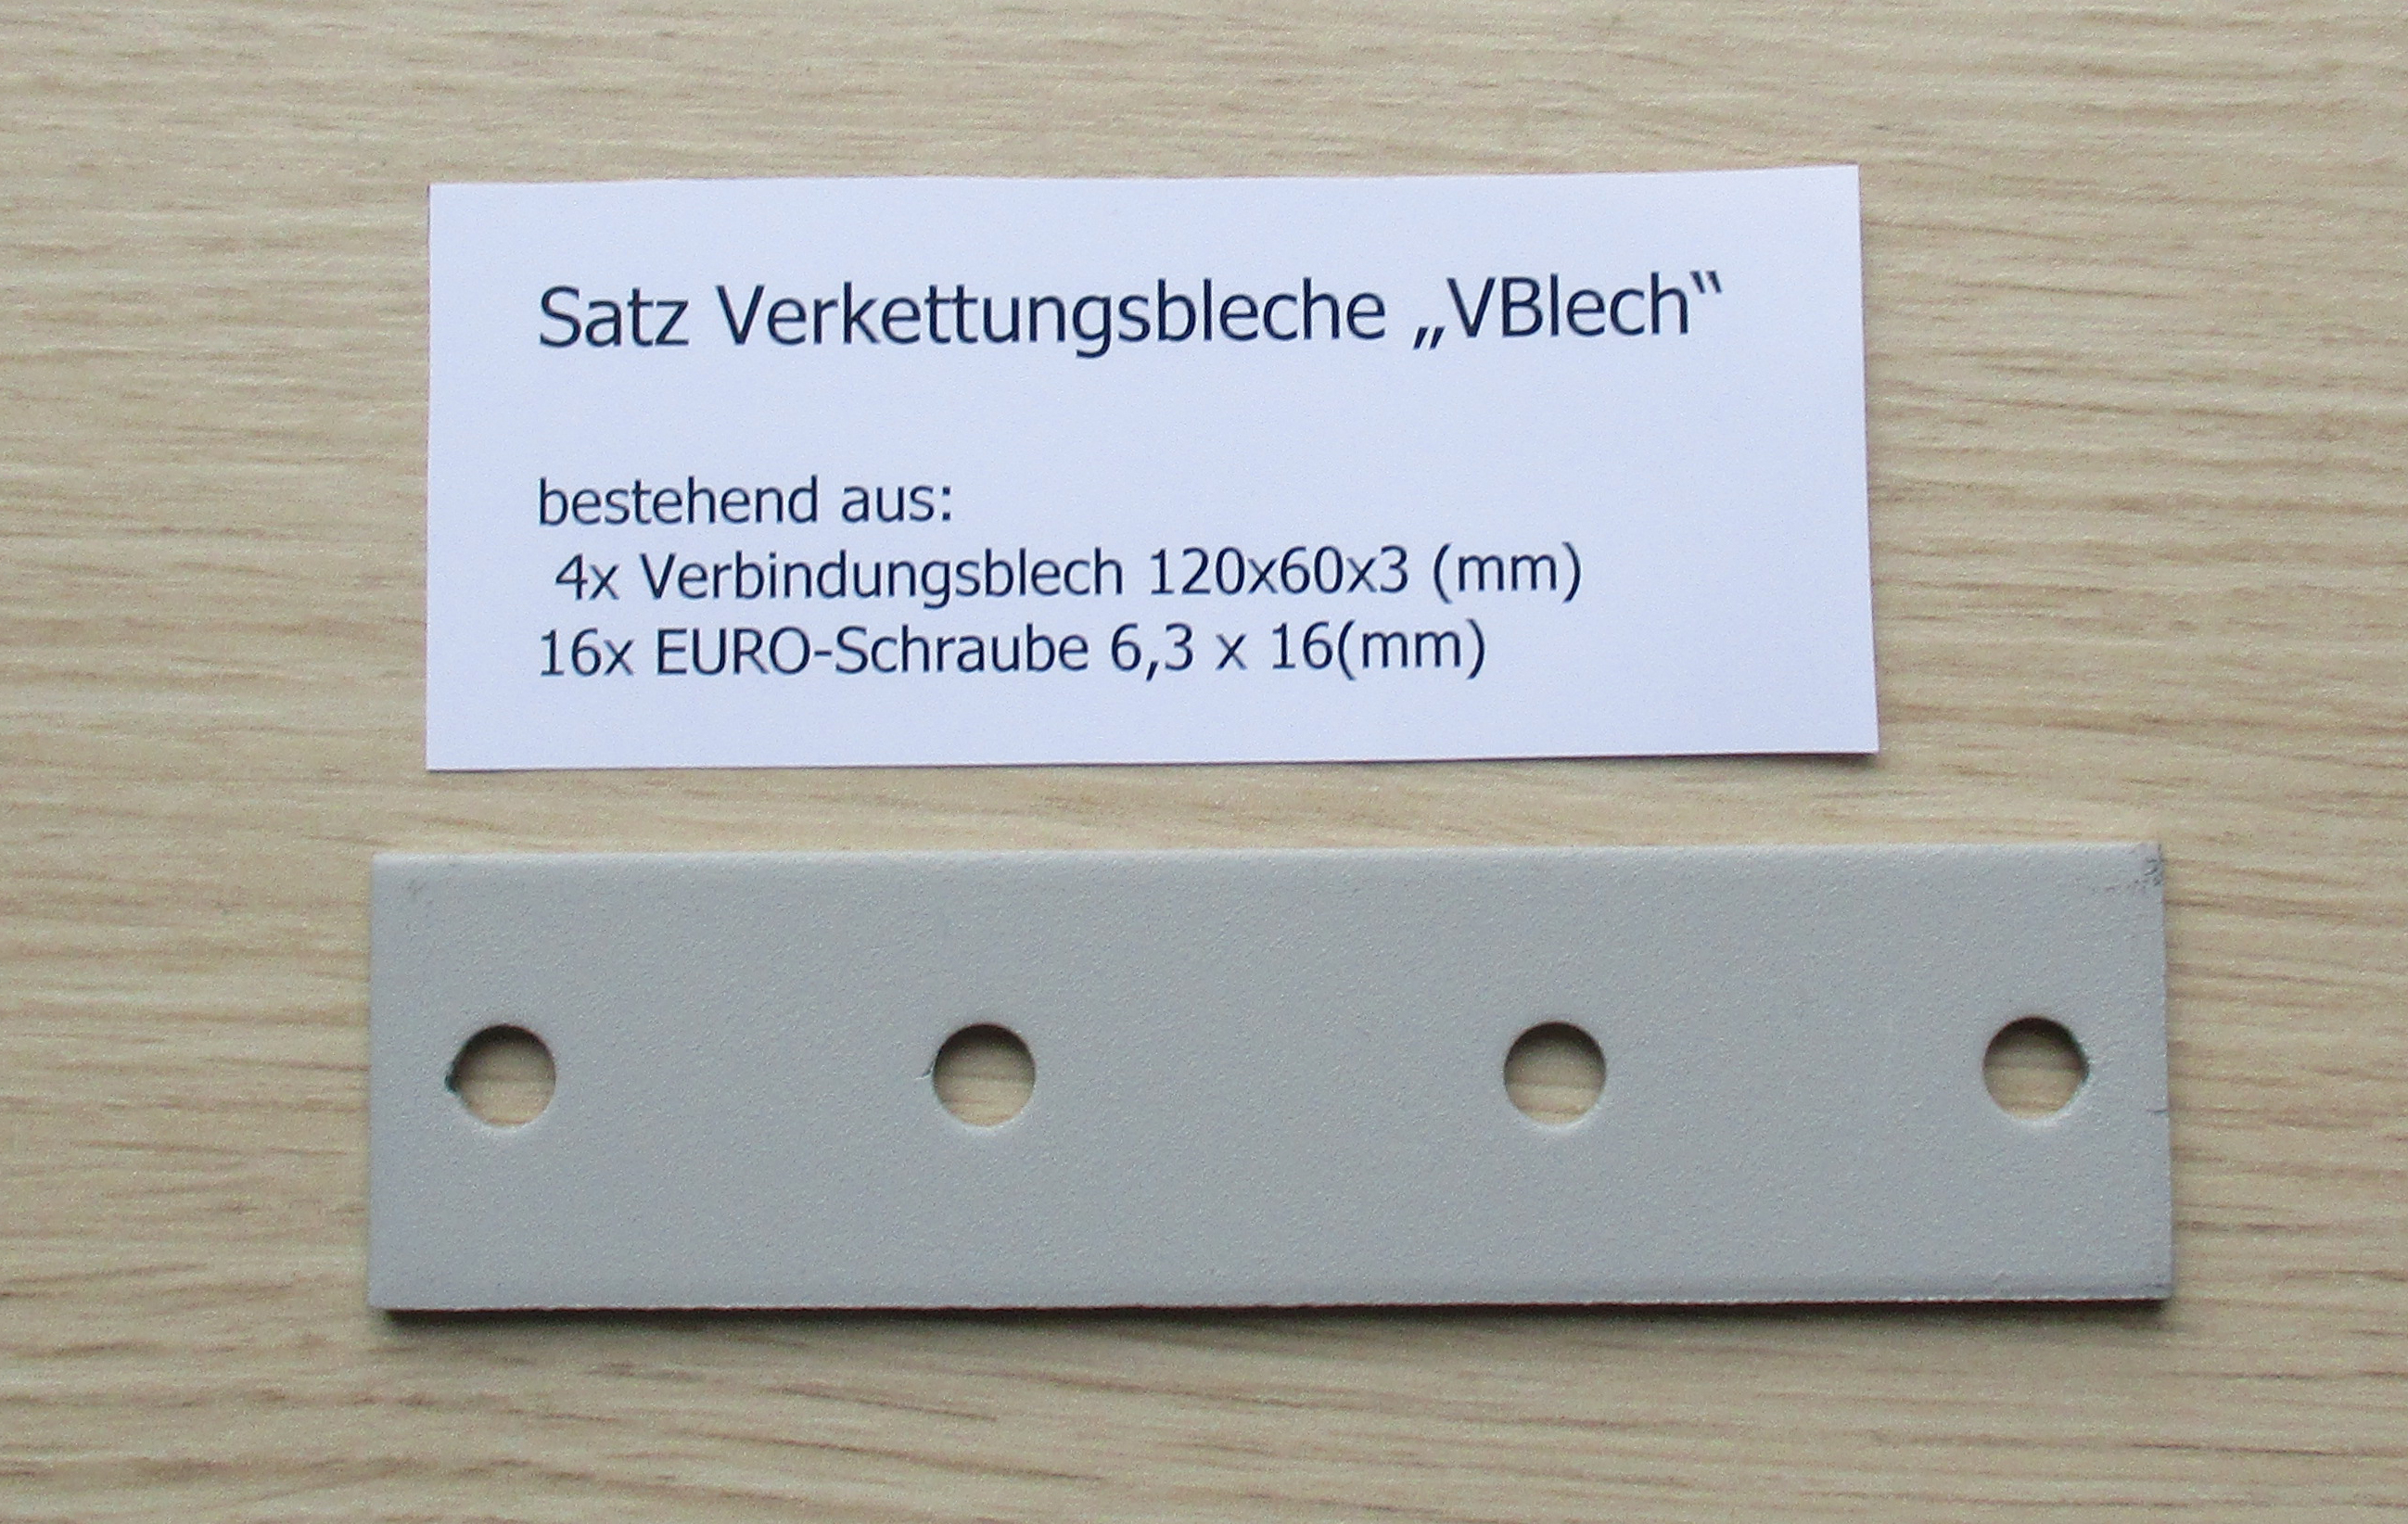 Satz Verkettungsbleche „VBlech“
bestehend aus:
4x Verbindungsblech 120x60x3 (mm)
16x EURO-Schraube 6,3 x 16(mm)